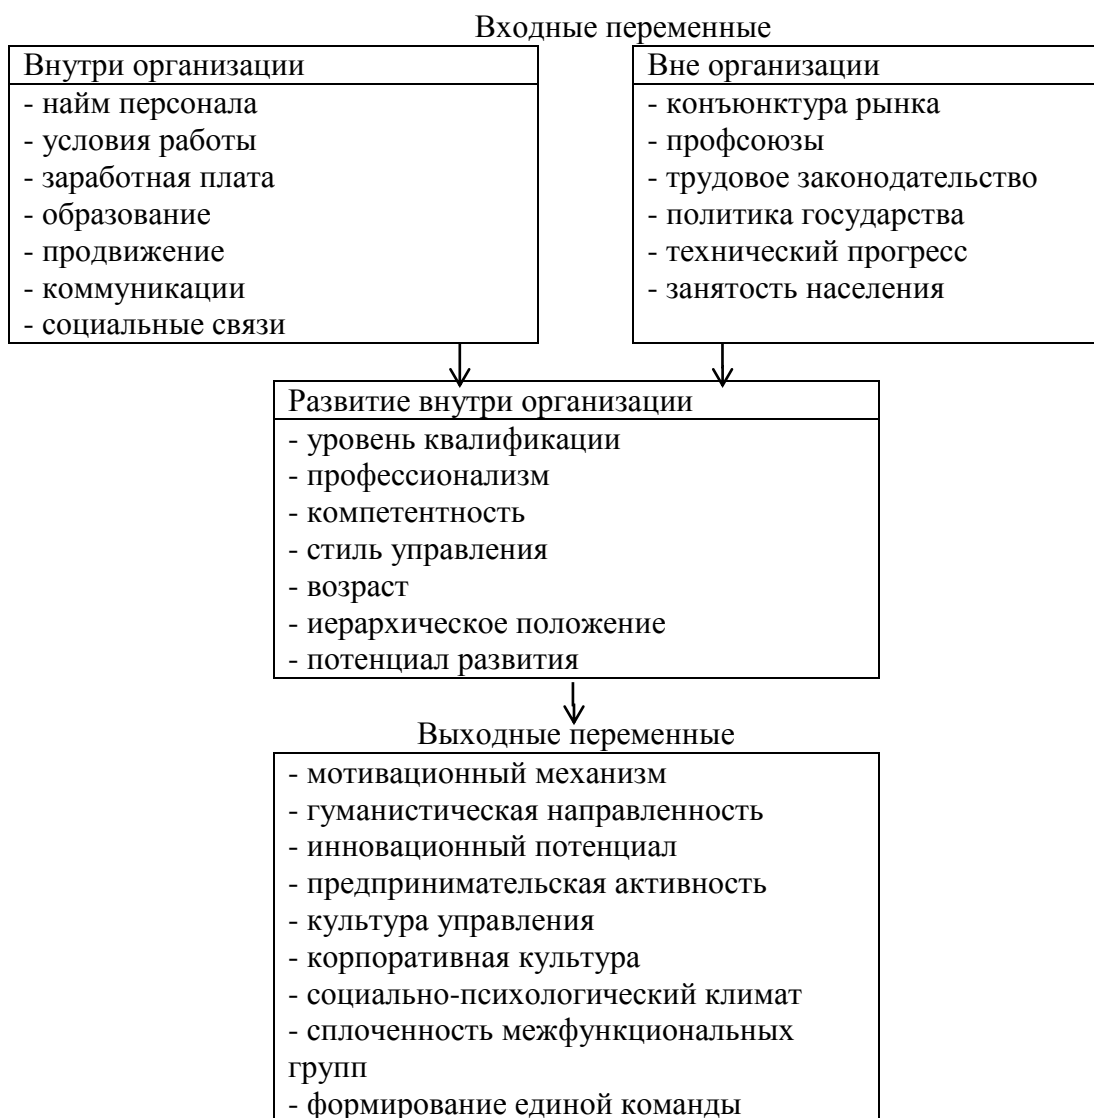 Входные переменные
Внутри организации
- найм персонала
- условия работы
- заработная плата
- образование
- продвижение
- коммуникации
- социальные связи
Вне организации
- конъюнктура рынка
- профсоюзы
- трудовое законодательство
- политика государства
- технический прогресс
- занятость населения
Развитие внутри организации
- уровень квалификации
- профессионализм
- компетентность
- стиль управления
- возраст
- иерархическое положение
- потенциал развития
Выходные переменные
- мотивационный механизм
- гуманистическая направленность
- инновационный потенциал
- предпринимательская активность
- культура управления
- корпоративная культура
- социально-психологический климат
- сплоченность межфункциональных
групп
- формирование единой команды